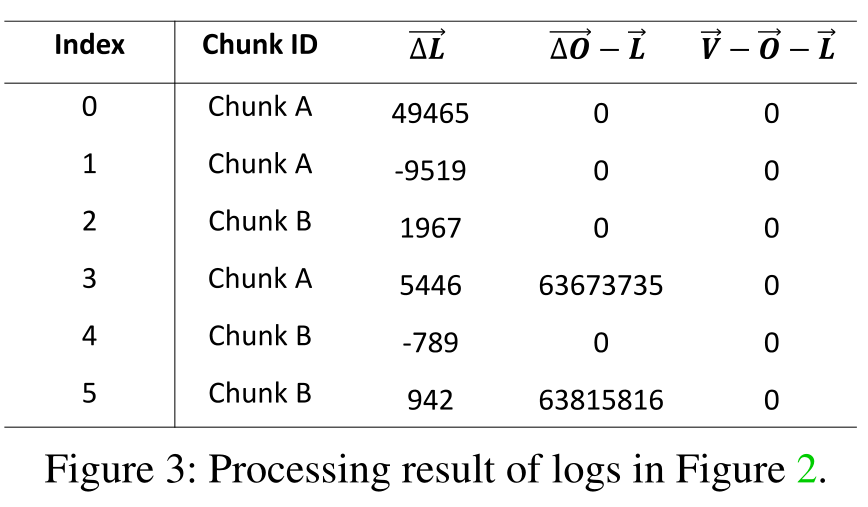 Index Chunk ID $\overrightarrow{\Delta L}$ $\overrightarrow{\Delta O} - \vec{L}$ $\vec{V} - \vec{O} - \vec{L}$
0 Chunk A 49465 0 0
1 Chunk A -9519 0 0
2 Chunk B 1967 0 0
3 Chunk A 5446 63673735 0
4 Chunk B -789 0 0
5 Chunk B 942 63815816 0
Figure 3: Processing result of logs in Figure 2.